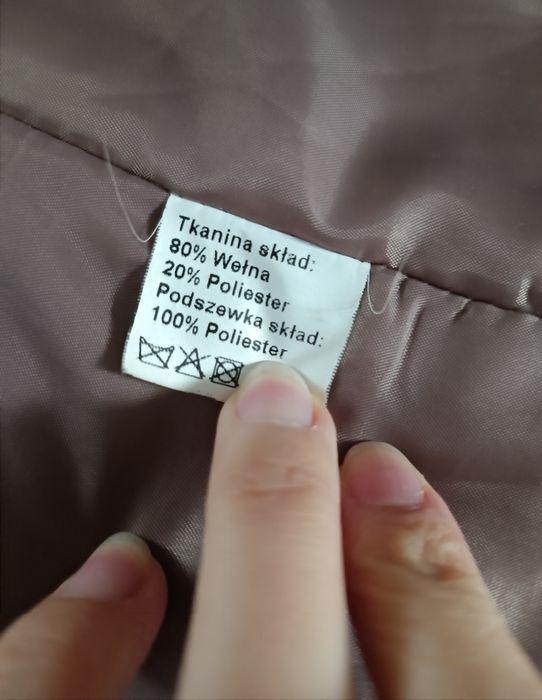 Tkanina skład:
80% Wełna
20% Poliester
Podszewka skład:
100% Poliester